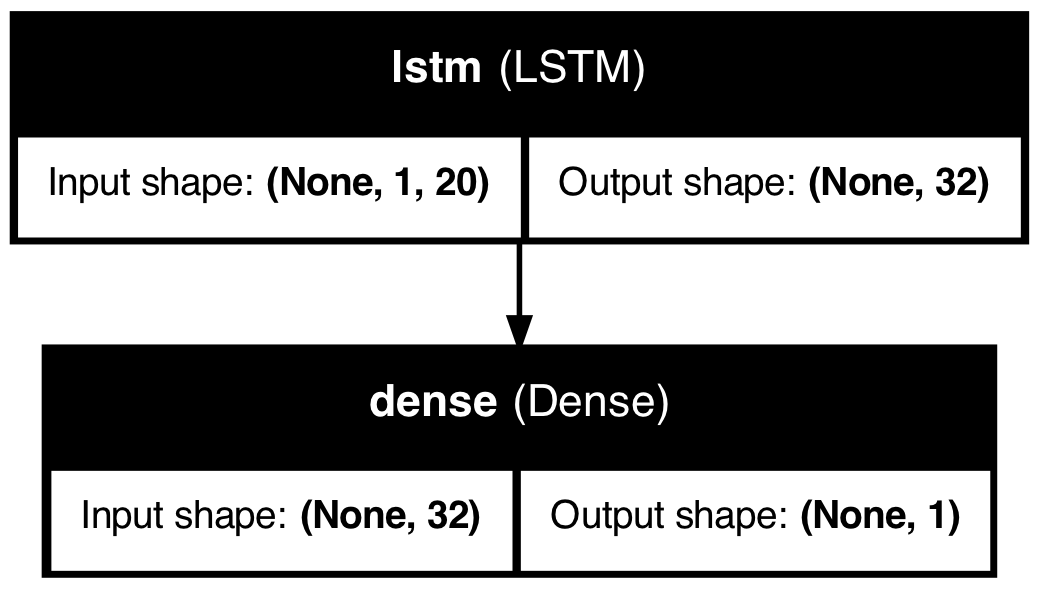 lstm (LSTM)
Input shape: (None, 1, 20) Output shape: (None, 32)
dense (Dense)
Input shape: (None, 32) Output shape: (None, 1)